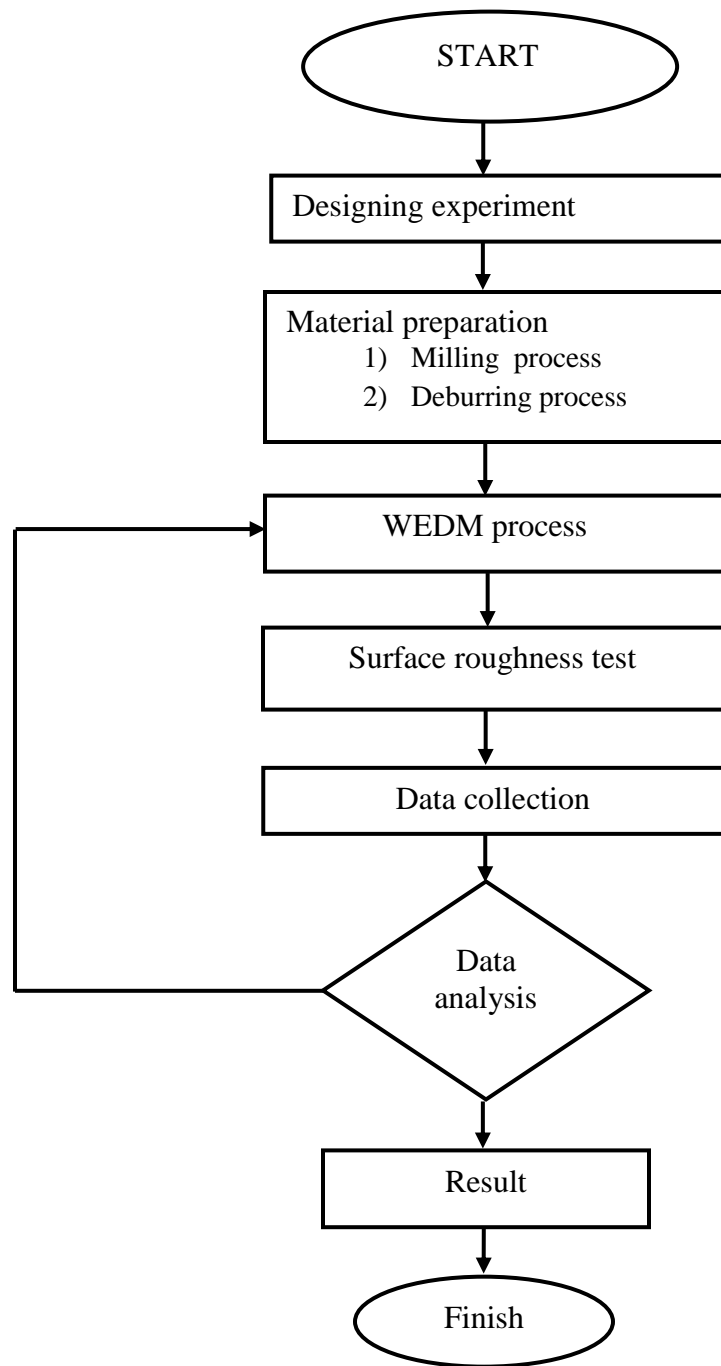 START
Designing experiment
Material preparation
1) Milling process
2) Deburring process
WEDM process
Surface roughness test
Data collection
Data
analysis
Result
Finish